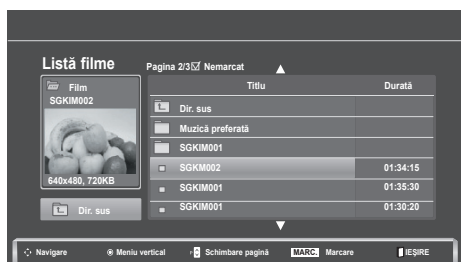 Listă filme
Pagina 2/3 Nemarcat
Film
SGKIM002
640x480, 720KB
Dir. sus
Titlu Durată
Dir. sus
Muzică preferată
SGKIM001
SGKIM002 01:34:15
SGKIM001 01:35:30
SGKIM001 01:30:20
Navigare Meniu vertical P Schimbare pagină MARC. Marcare IEŞIRE